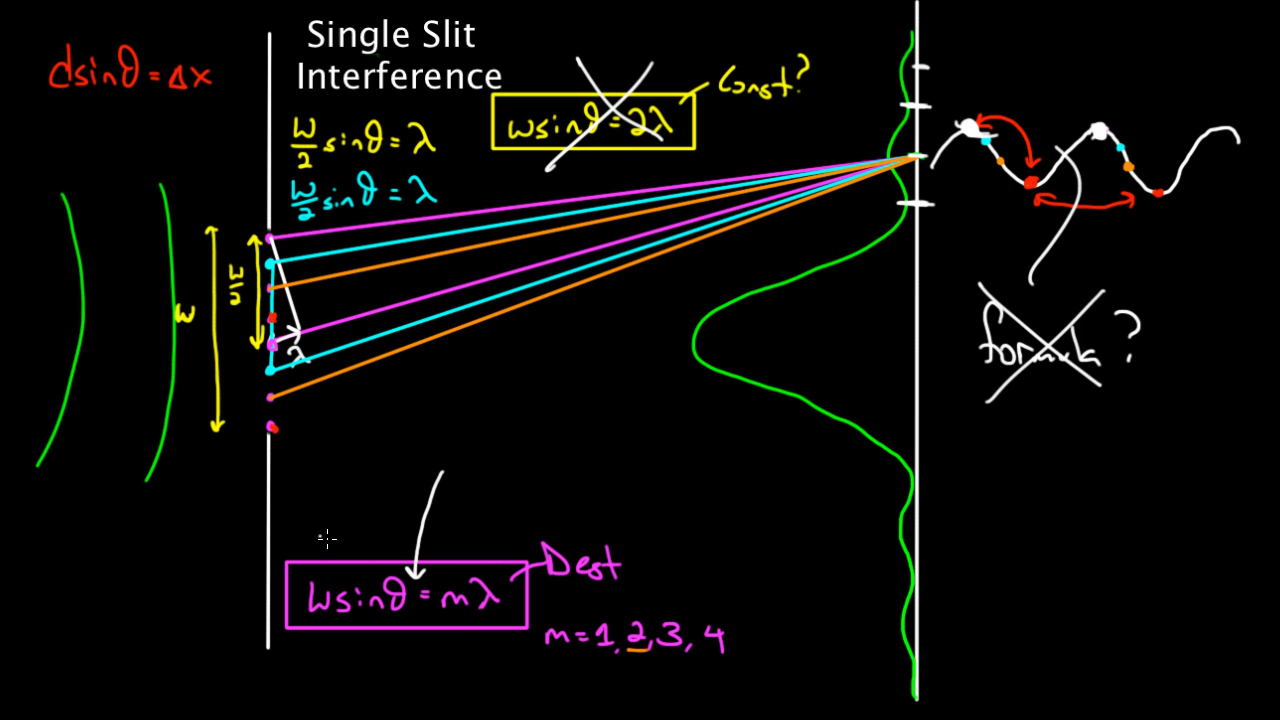 Single Slit
Interference
dsinθ = Δx
w/2 sinθ = λ
w/2 sinθ = λ
wsinθ = 2λ
Const?
w
w/2
λ
formula?
wsinθ = mλ
Dest
m = 1, 2, 3, 4